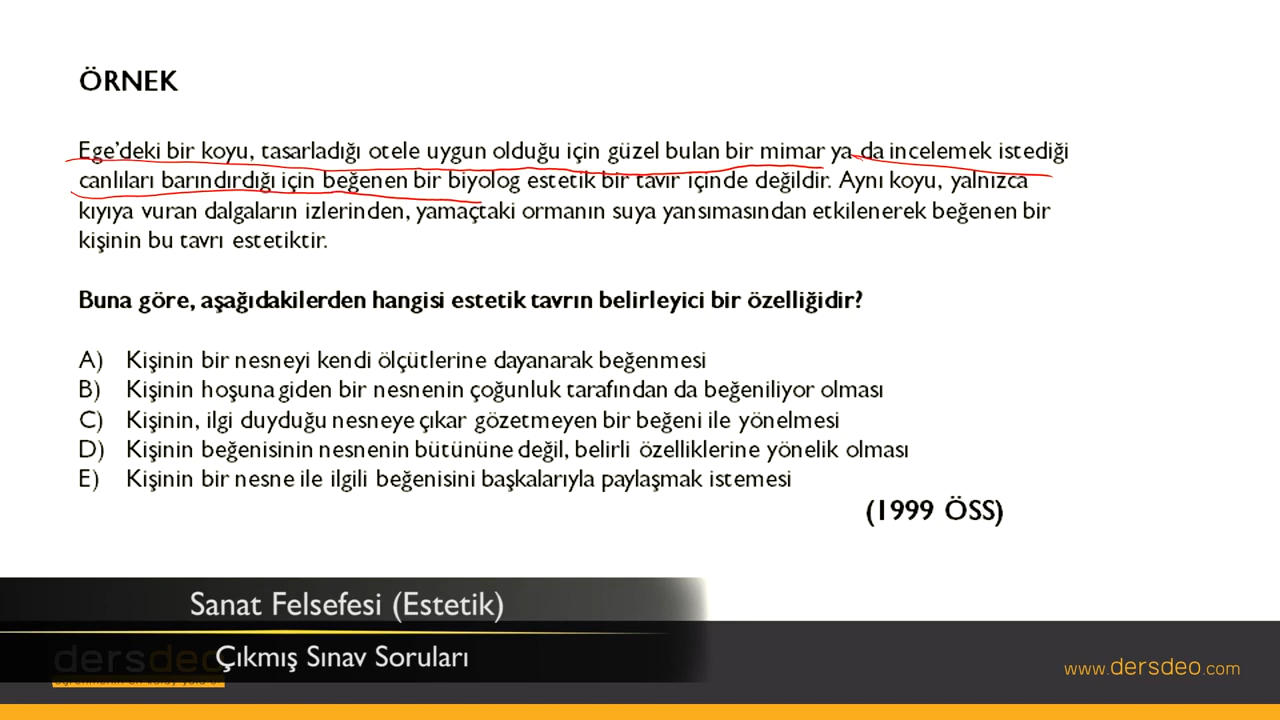 ÖRNEK
Ege’deki bir koyu, tasarladığı otele uygun olduğu için güzel bulan bir mimar ya da incelemek istediği
canlıları barındırdığı için beğenen bir biyolog estetik bir tavır içinde değildir. Aynı koyu, yalnızca
kıyıya vuran dalgaların izlerinden, yamaçtaki ormanın suya yansımasından etkilenerek beğenen bir
kişinin bu tavrı estetiktir.
Buna göre, aşağıdakilerden hangisi estetik tavrın belirleyici bir özelliğidir?
A) Kişinin bir nesneyi kendi ölçütlerine dayanarak beğenmesi
B) Kişinin hoşuna giden bir nesnenin çoğunluk tarafından da beğeniliyor olması
C) Kişinin, ilgi duyduğu nesneye çıkar gözetmeyen bir beğeni ile yönelmesi
D) Kişinin beğenisinin nesnenin bütününe değil, belirli özelliklerine yönelik olması
E) Kişinin bir nesne ile ilgili beğenisini başkalarıyla paylaşmak istemesi
(1999 ÖSS)
Sanat Felsefesi (Estetik)
dersdeo
Çıkmış Sınav Soruları
www.dersdeo.com